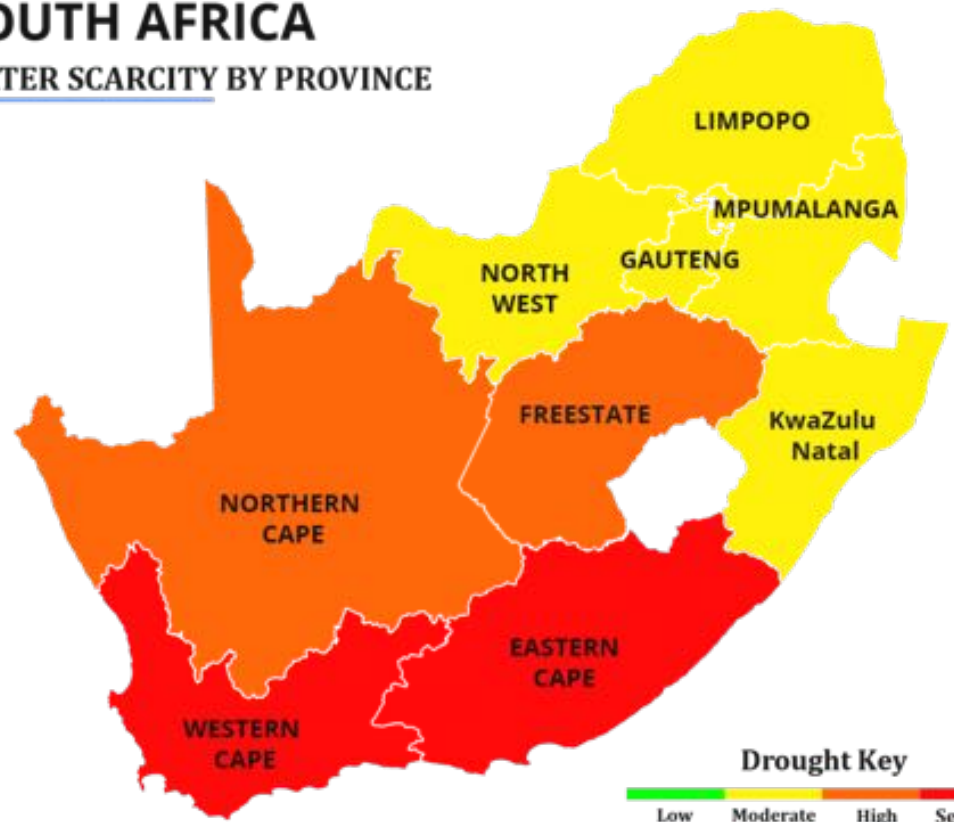 OUTH AFRICA
TER SCARCITY BY PROVINCE
LIMPOPO
MPUMALANGA
GAUTENG
NORTH
WEST
FREESTATE
KwaZulu
Natal
NORTHERN
CAPE
EASTERN
CAPE
WESTERN
CAPE
Drought Key
Low Moderate High Se